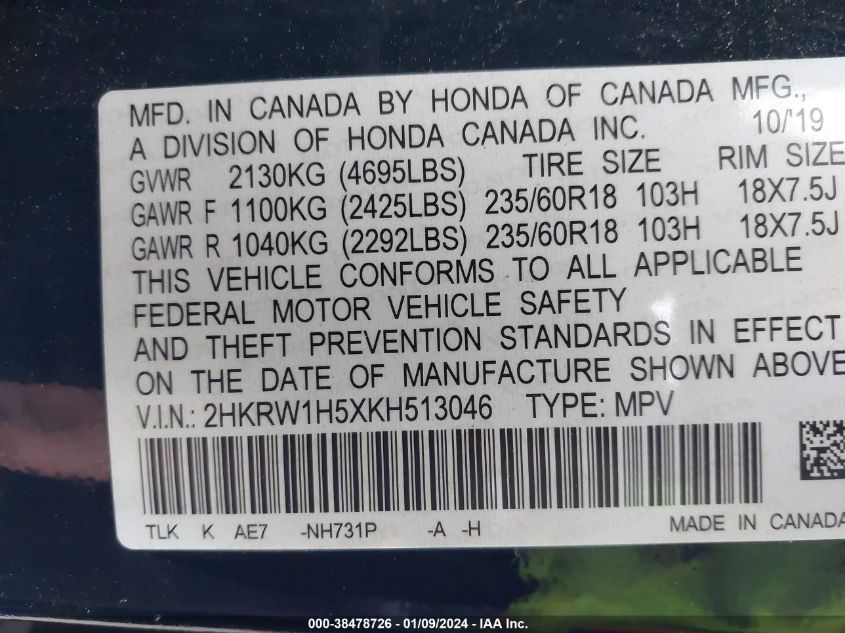 MFD. IN CANADA BY HONDA OF CANADA MFG.,
A DIVISION OF HONDA CANADA INC. 10/'19
GVWR 2130KG (4695LBS) TIRE SIZE RIM SIZE
GAWR F 1100KG (2425LBS) 235/60R18 103H 18X7.5J
GAWR R 1040KG (2292LBS) 235/60R18 103H 18X7.5J
THIS VEHICLE CONFORMS TO ALL APPLICABLE
FEDERAL MOTOR VEHICLE SAFETY
AND THEFT PREVENTION STANDARDS IN EFFECT
ON THE DATE OF MANUFACTURE SHOWN ABOVE
V.I.N.: 2HKRW1H5XKH513046 TYPE: MPV
TLK K AE7 -NH731P -A -H MADE IN CANADA
000-38478726 - 01/09/2024 - IAA Inc.